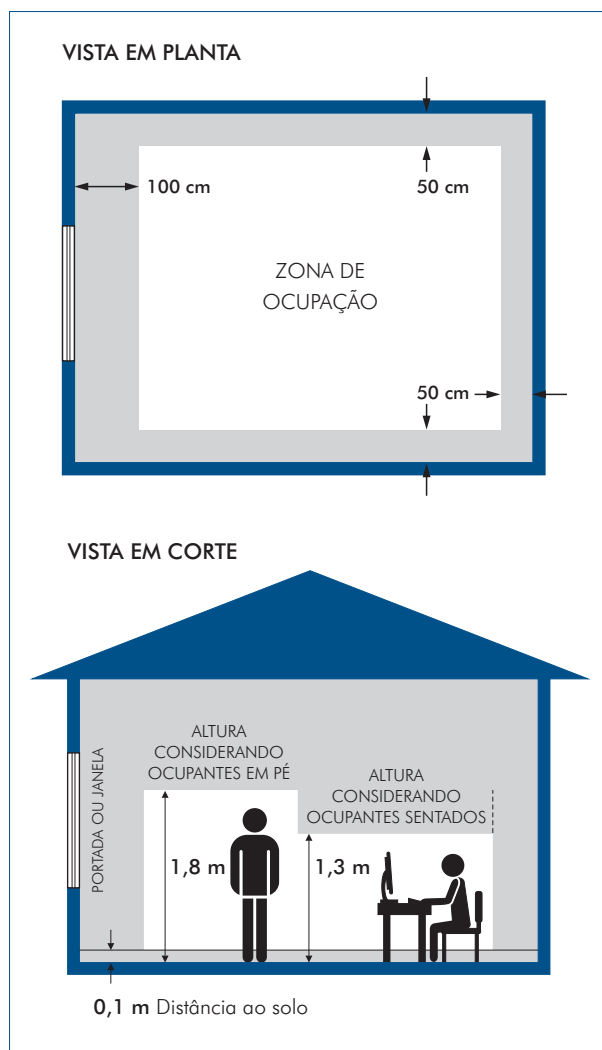 VISTA EM PLANTA
100 cm
50 cm
ZONA DE
OCUPAÇÃO
50 cm
VISTA EM CORTE
PORTADA OU JANELA
ALTURA
CONSIDERANDO
OCUPANTES EM PÉ
ALTURA
CONSIDERANDO
OCUPANTES SENTADOS
1,8 m
1,3 m
0,1 m Distância ao solo